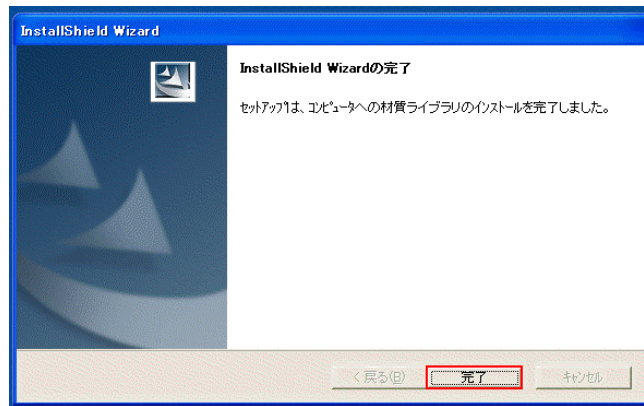 InstallShield Wizard
InstallShield Wizardの完了
ｾｯﾄｱｯﾌﾟは、ｺﾝﾋﾟｭｰﾀへの材質ライブラリのｲﾝｽﾄｰﾙを完了しました。
< 戻る(B)
完了
ｷｬﾝｾﾙ